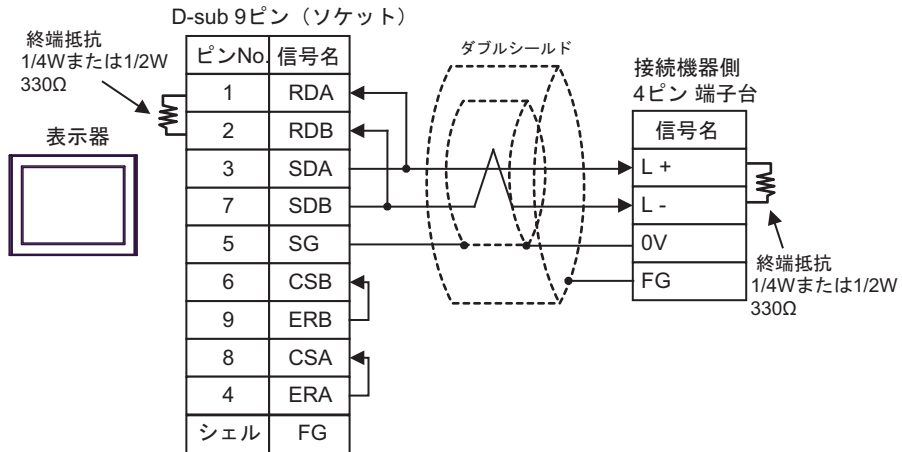 D-sub 9ピン（ソケット）
終端抵抗
1/4Wまたは1/2W
330Ω
表示器
ピンNo. 信号名
1 RDA
2 RDB
3 SDA
7 SDB
5 SG
6 CSB
9 ERB
8 CSA
4 ERA
シェル FG
ダブルシールド
接続機器側
4ピン 端子台
信号名
L +
L -
0V
FG
終端抵抗
1/4Wまたは1/2W
330Ω